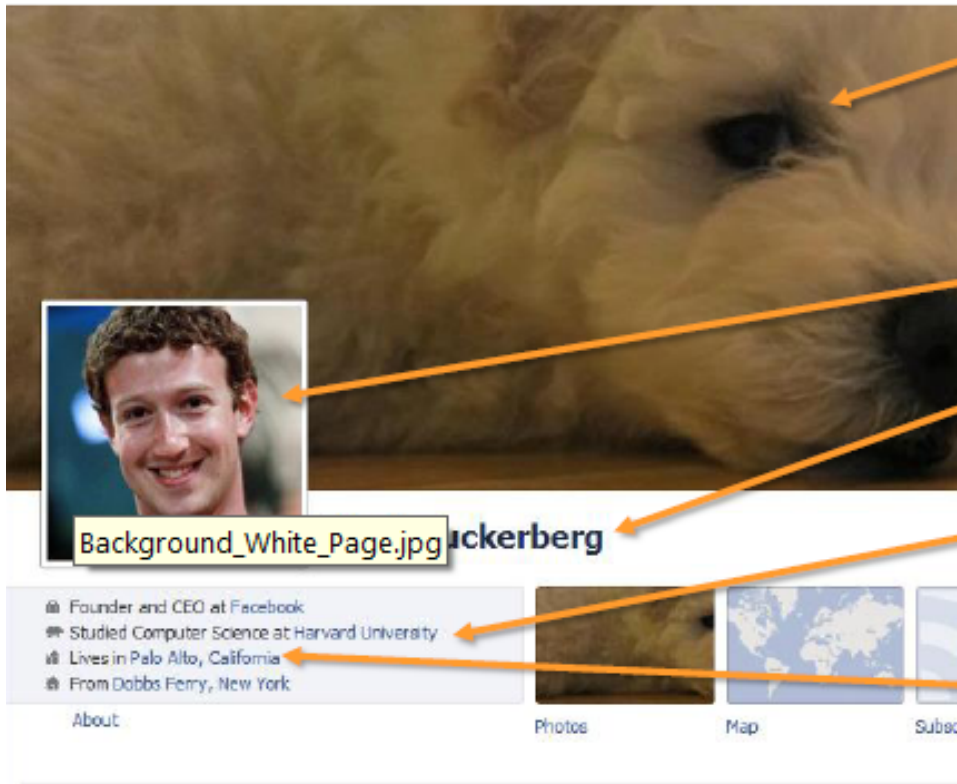 Background_White_Page.jpg uckerberg
Founder and CEO at Facebook
Studied Computer Science at Harvard University
Lives in Palo Alto, California
From Dobbs Ferry, New York
About
Photos
Map
Subsc